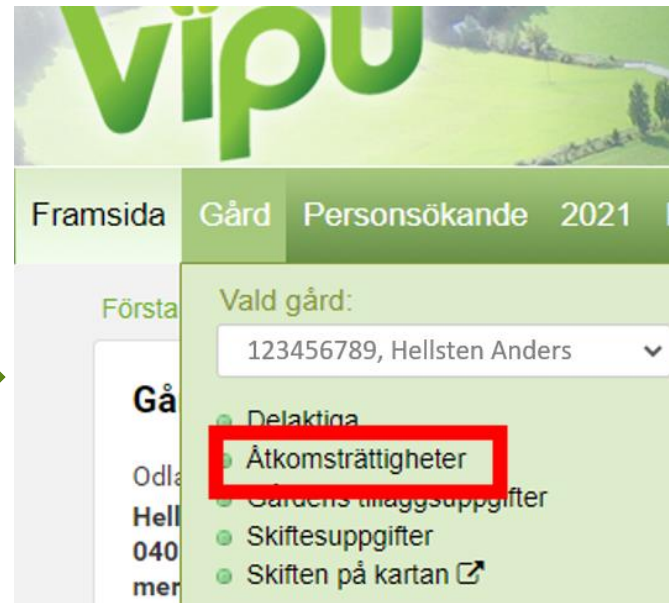 vipu
Framsida Gård Personsökande 2021
Första
Vald gård:
123456789, Hellsten Anders
Gå
Delaktiga
Åtkomsträttigheter
Odla
Gårdens tilläggsuppgifter
Hell
Skiftesuppgifter
040
Skiften på kartan
mer